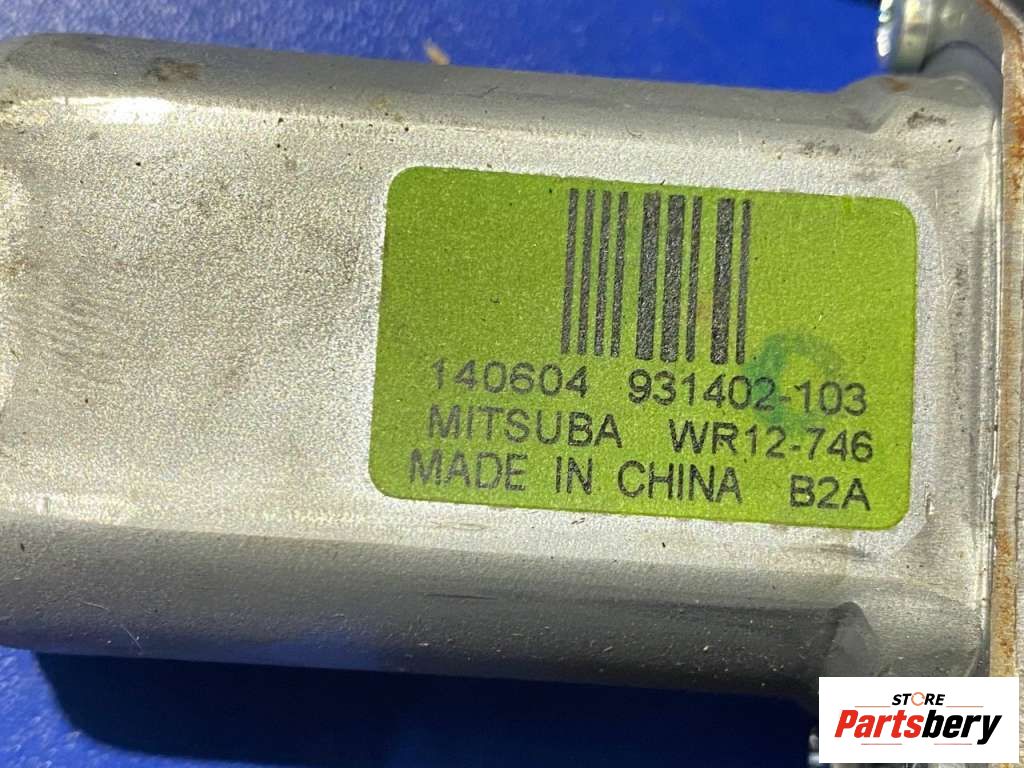 140604 931402-103
MITSUBA WR12-746
MADE IN CHINA B2A
STORE
Partsbery